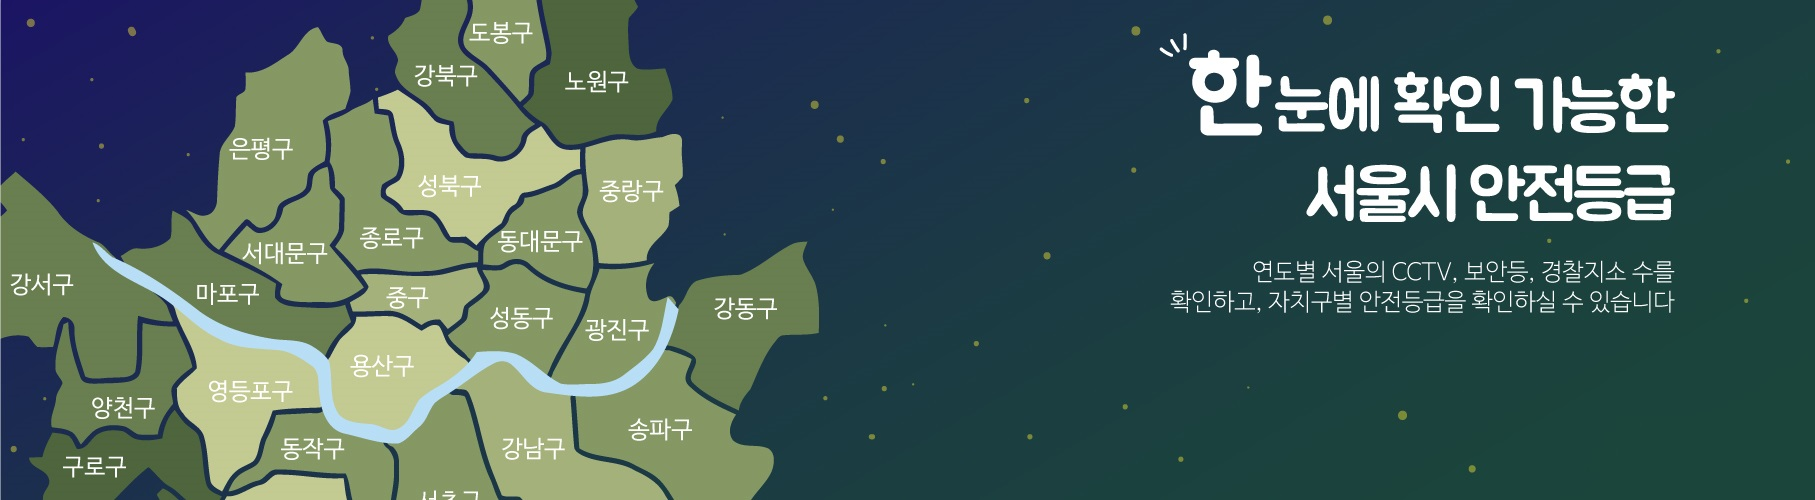 도봉구
강북구
노원구
은평구
성북구
중랑구
서대문구
종로구
동대문구
강서구
마포구
중구
성동구
광진구
강동구
용산구
영등포구
양천구
동작구
강남구
송파구
구로구
서초구
한눈에 확인 가능한
서울시 안전등급
연도별 서울의 CCTV, 보안등, 경찰지소 수를
확인하고, 자치구별 안전등급을 확인하실 수 있습니다